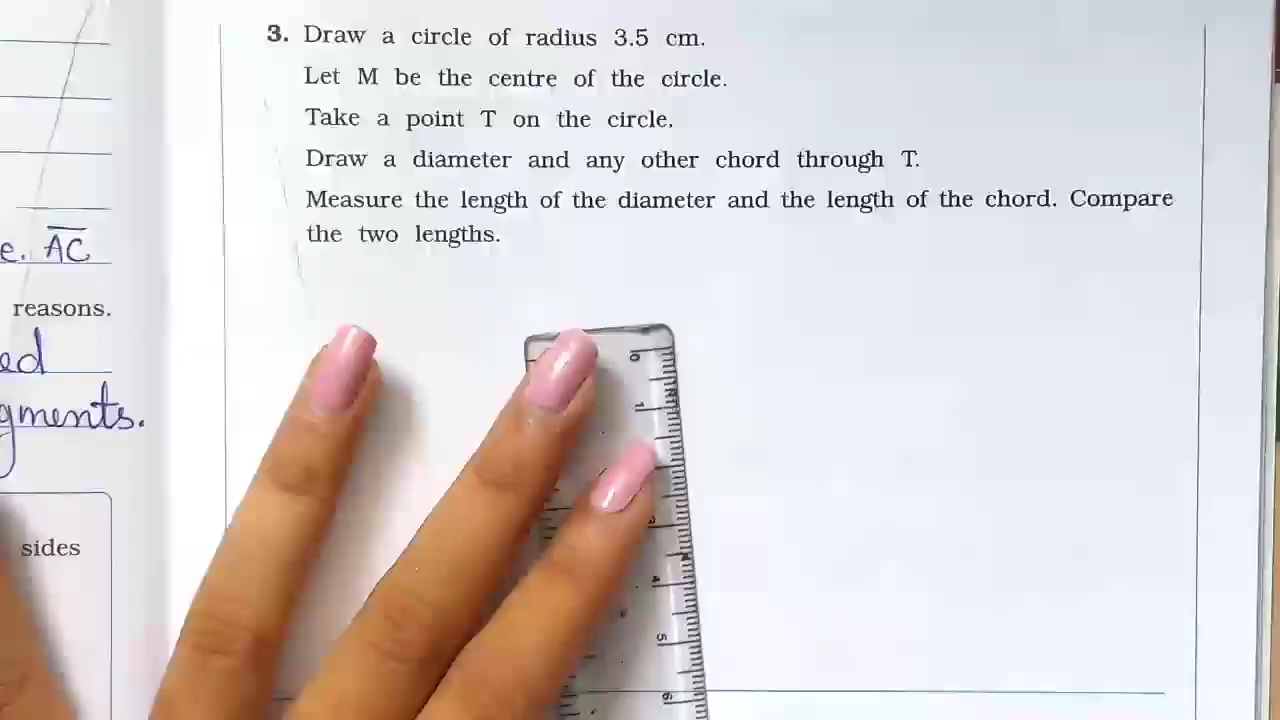 3. Draw a circle of radius 3.5 cm.
Let M be the centre of the circle.
Take a point T on the circle.
Draw a diameter and any other chord through T.
Measure the length of the diameter and the length of the chord. Compare
the two lengths.
e. AC
reasons.
ed
gments.
sides
0
1
3
4
5
6